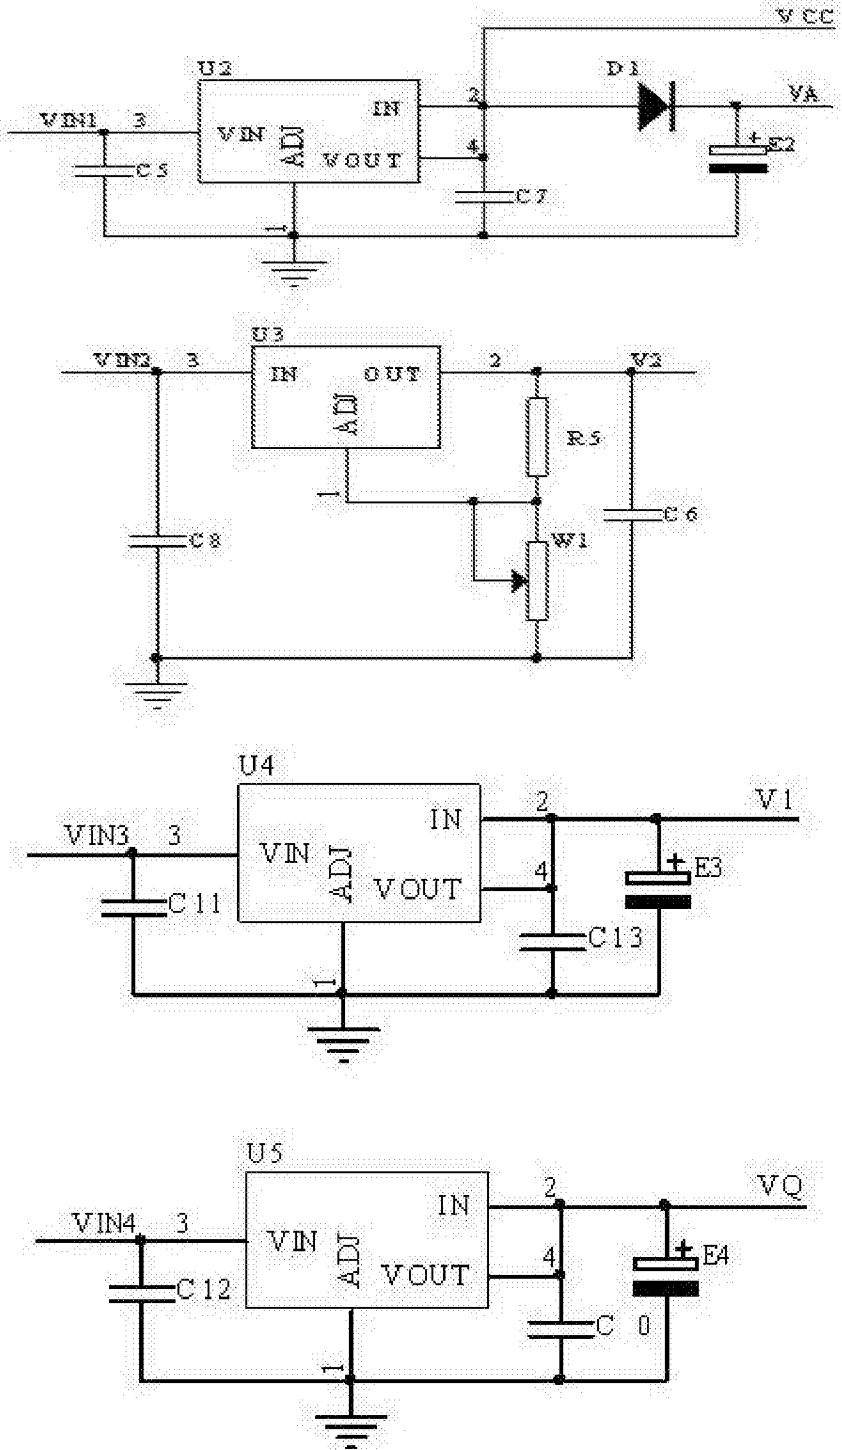 VCC
U2
D1
VIN1 3
IN 2
VA
VIN ADJ
VOUT 4
+ E2
C5
C7
1
U3
VIN2 3
IN OUT
2 V2
ADJ
R5
1
C6
C8
W1
U4
2 V1
IN
VIN3 3
VIN ADJ
VOUT 4
+ E3
C11
C13
1
U5
2 VQ
IN
VIN4 3
VIN ADJ
VOUT 4
+ E4
C12
C 0
1